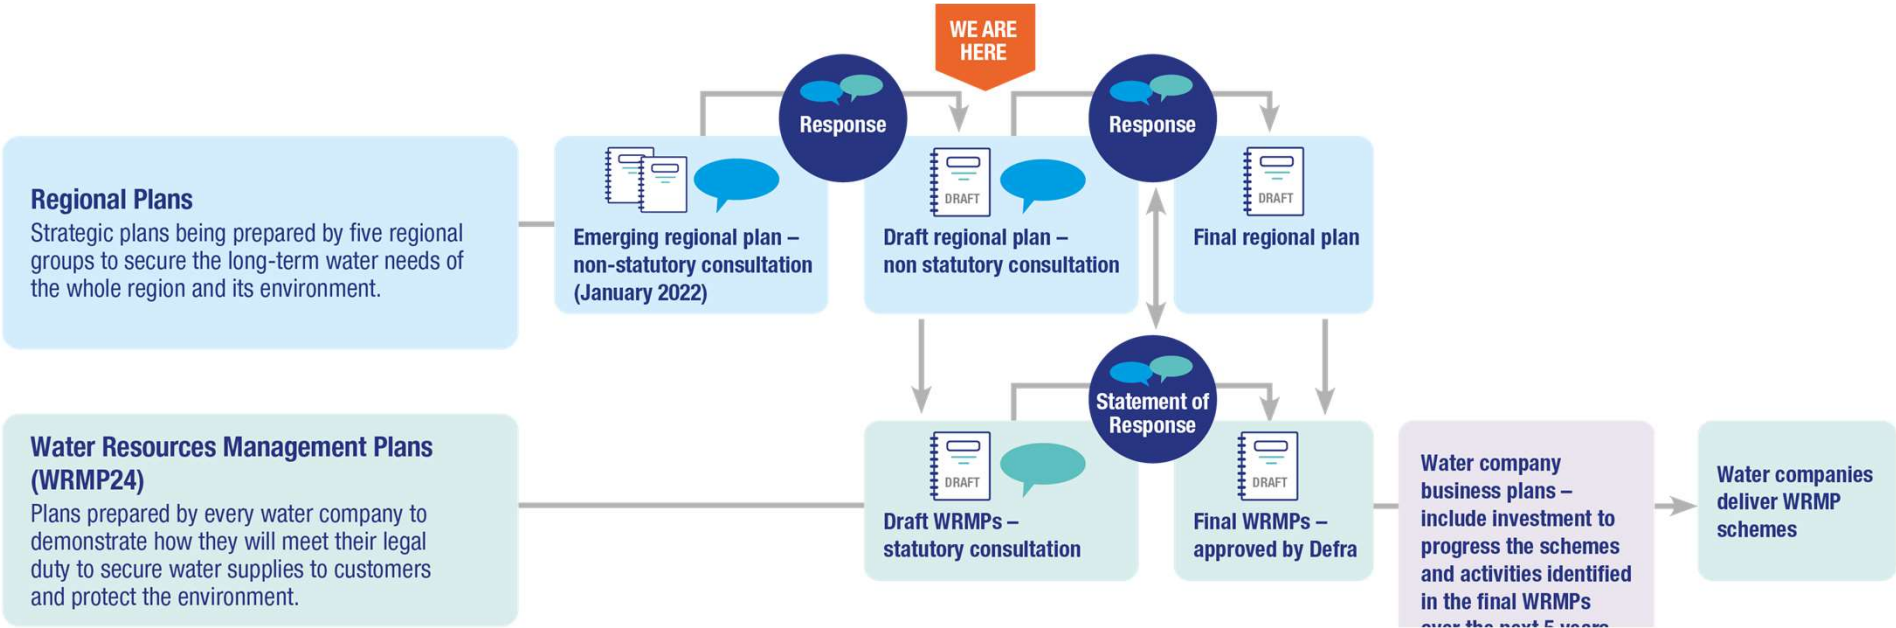 WE ARE
HERE
Response
Response
Regional Plans
Strategic plans being prepared by five regional
groups to secure the long-term water needs of
the whole region and its environment.
Emerging regional plan –
non-statutory consultation
(January 2022)
DRAFT
Draft regional plan –
non statutory consultation
DRAFT
Final regional plan
Statement of
Response
Water Resources Management Plans
(WRMP24)
Plans prepared by every water company to
demonstrate how they will meet their legal
duty to secure water supplies to customers
and protect the environment.
DRAFT
Draft WRMPs –
statutory consultation
DRAFT
Final WRMPs –
approved by Defra
Water company
business plans –
include investment to
progress the schemes
and activities identified
in the final WRMPs
over the next 5 years
Water companies
deliver WRMP
schemes